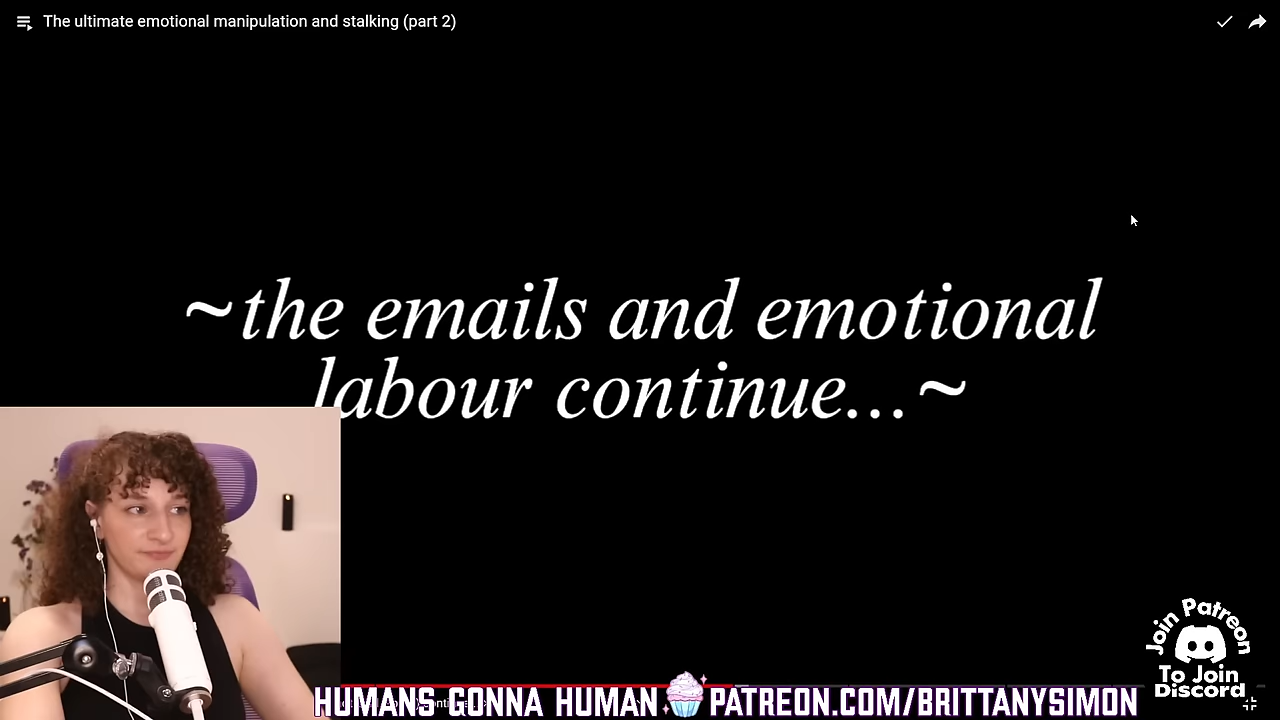 The ultimate emotional manipulation and stalking (part 2)
~the emails and emotional
labour continue...~
Join Patreon
To Join
Discord
HUMANS GONNA HUMAN PATREON.COM/BRITTANYSIMON